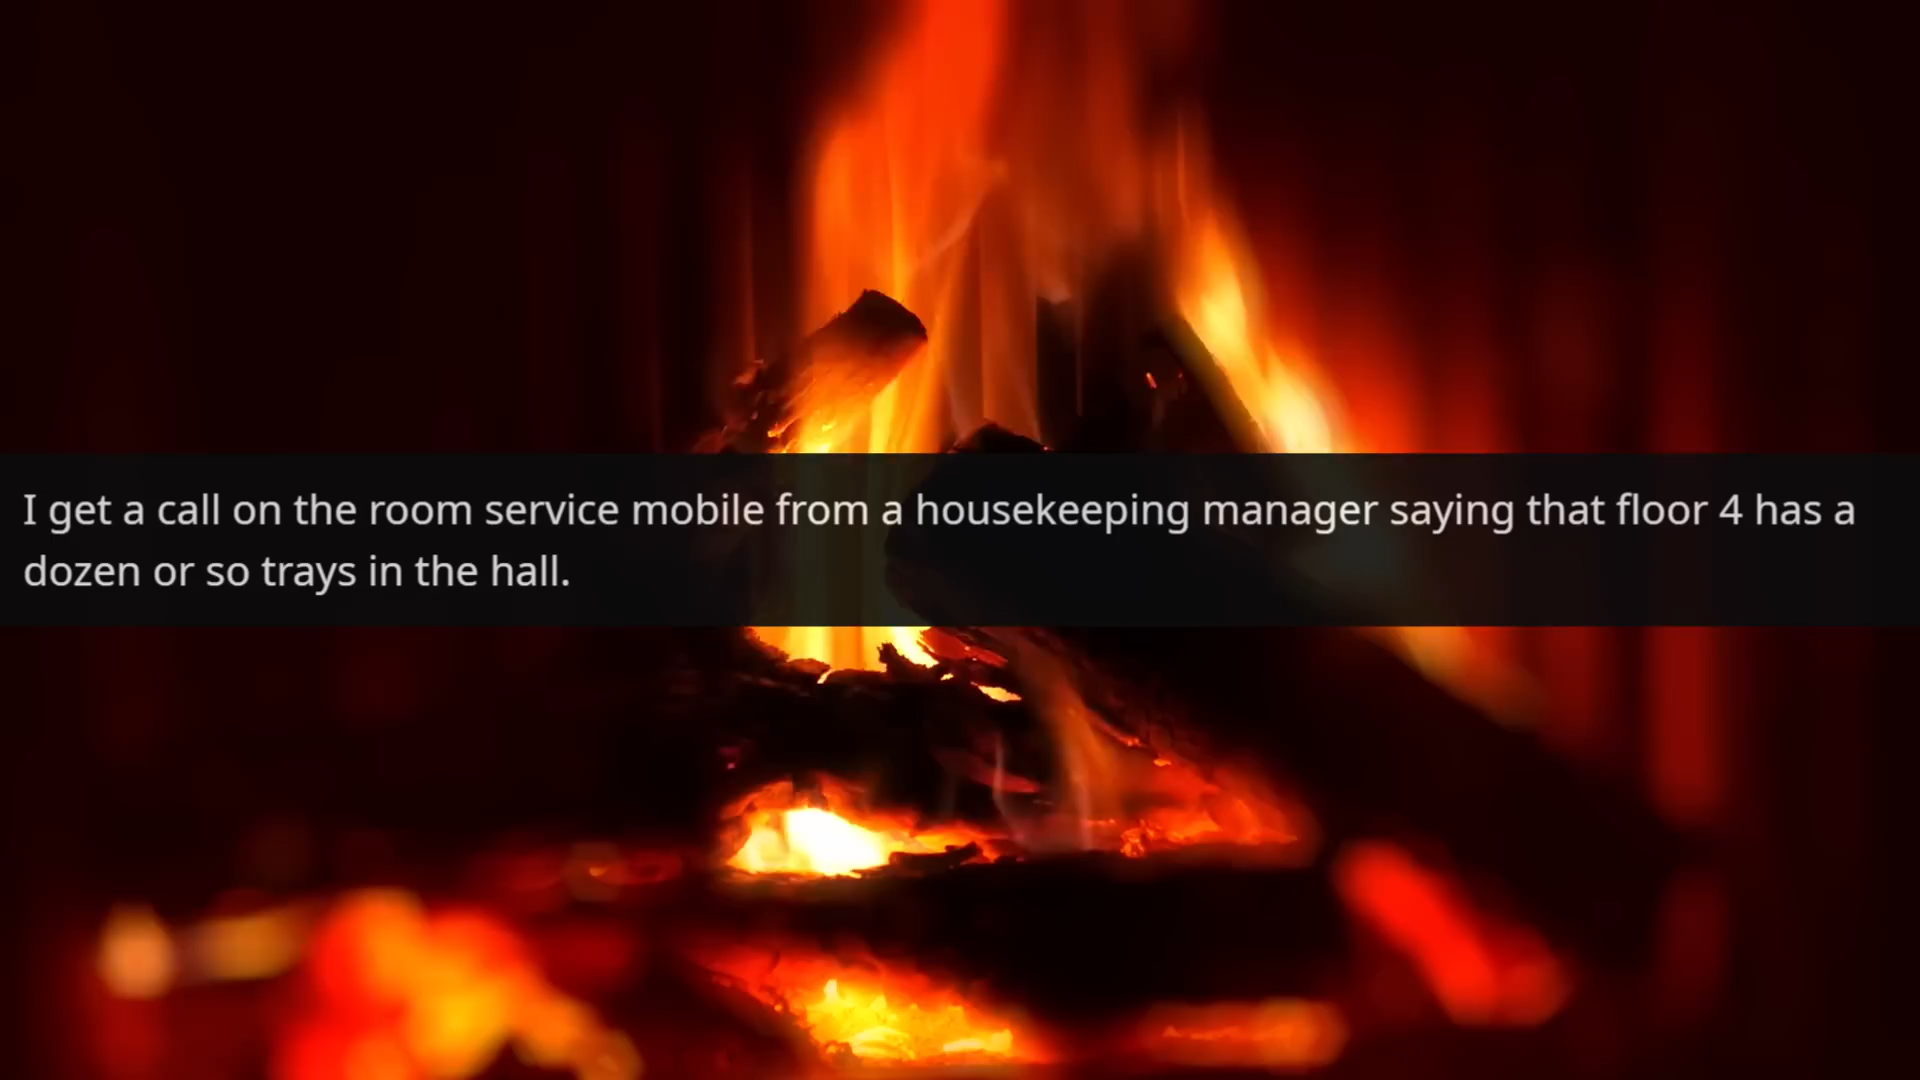 I get a call on the room service mobile from a housekeeping manager saying that floor 4 has a
dozen or so trays in the hall.